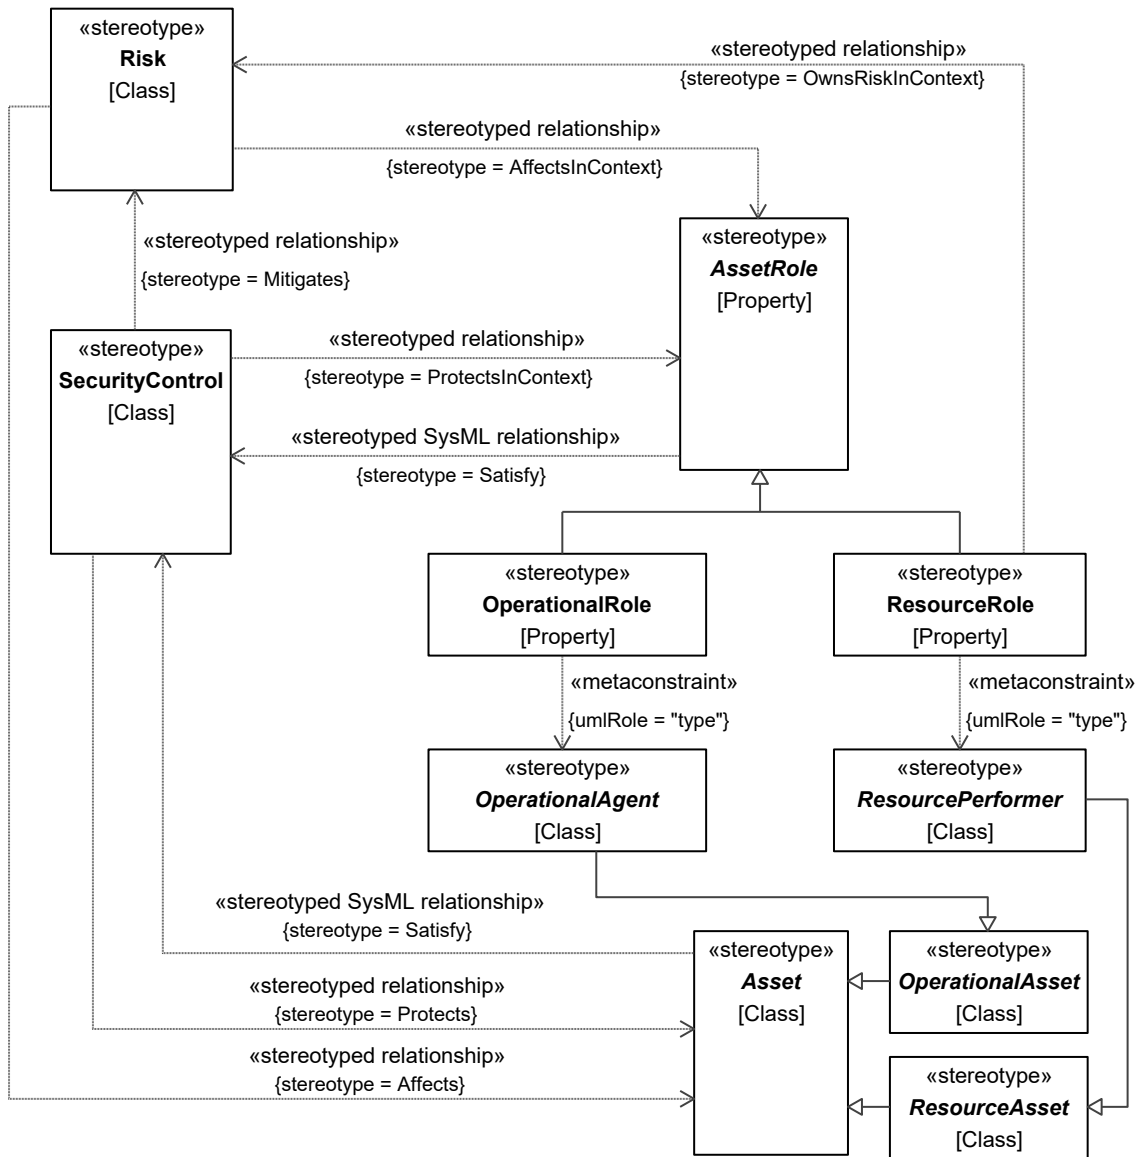 «stereotype»
Risk
[Class]
«stereotyped relationship»
{stereotype = OwnsRiskInContext}
«stereotyped relationship»
{stereotype = AffectsInContext}
«stereotyped relationship»
{stereotype = Mitigates}
«stereotype»
AssetRole
[Property]
«stereotype»
SecurityControl
[Class]
«stereotyped relationship»
{stereotype = ProtectsInContext}
«stereotyped SysML relationship»
{stereotype = Satisfy}
«stereotype»
OperationalRole
[Property]
«stereotype»
ResourceRole
[Property]
«metaconstraint»
{umlRole = "type"}
«metaconstraint»
{umlRole = "type"}
«stereotype»
OperationalAgent
[Class]
«stereotype»
ResourcePerformer
[Class]
«stereotyped SysML relationship»
{stereotype = Satisfy}
«stereotyped relationship»
{stereotype = Protects}
«stereotyped relationship»
{stereotype = Affects}
«stereotype»
Asset
[Class]
«stereotype»
OperationalAsset
[Class]
«stereotype»
ResourceAsset
[Class]